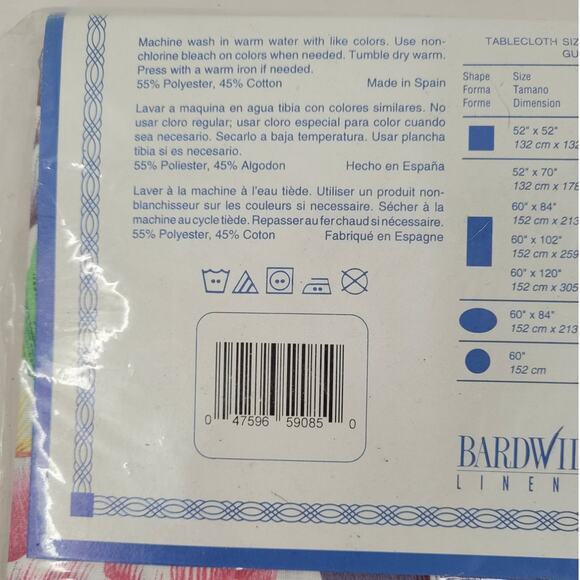 Machine wash in warm water with like colors. Use non-
chlorine bleach on colors when needed. Tumble dry warm.
Press with a warm iron if needed.
55% Polyester, 45% Cotton Made in Spain
Lavar a maquina en agua tibia con colores similares. No
usar cloro regular; usar cloro especial para color cuando
sea necesario. Secarlo a baja temperatura. Usar plancha
tibia si es necesario.
55% Poliester, 45% Algodon Hecho en España
Laver à la machine à l'eau tiède. Utiliser un produit non-
blanchisseur sur les couleurs si necessaire. Sécher à la
machine au cycle tiède. Repasser au fer chaud si nécessaire.
55% Polyester, 45% Coton Fabriqué en Espagne
0 47596 59085 0
TABLECLOTH SIZ
GU
Shape Size
Forma Tamano
Forme Dimension
52" x 52"
132 cm x 132
52" x 70"
132 cm x 178
60" x 84"
152 cm x 213
60" x 102"
152 cm x 259
60" x 120"
152 cm x 305
60" x 84"
152 cm x 213
60"
152 cm
BARDWIL
LINEN